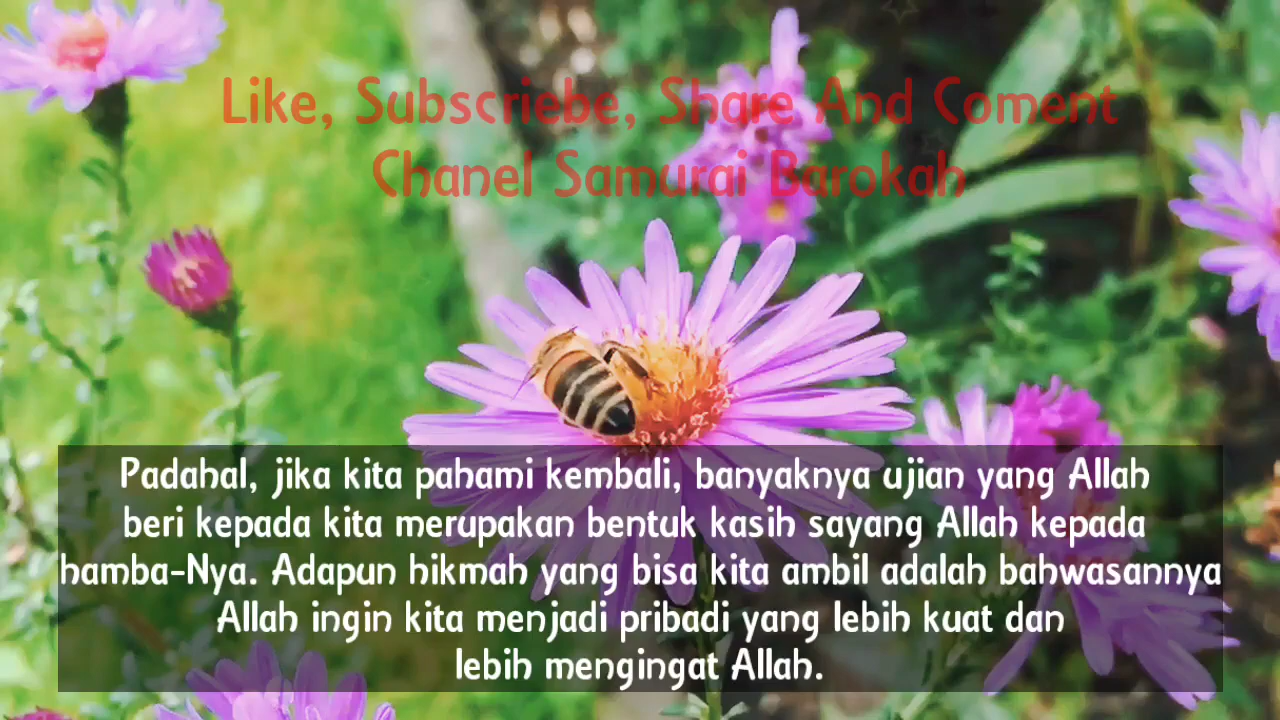 Like, Subscriebe, Share And Coment
Chanel Samurai Barokah
Padahal, jika kita pahami kembali, banyaknya ujian yang Allah
beri kepada kita merupakan bentuk kasih sayang Allah kepada
hamba-Nya. Adapun hikmah yang bisa kita ambil adalah bahwasannya
Allah ingin kita menjadi pribadi yang lebih kuat dan
lebih mengingat Allah.